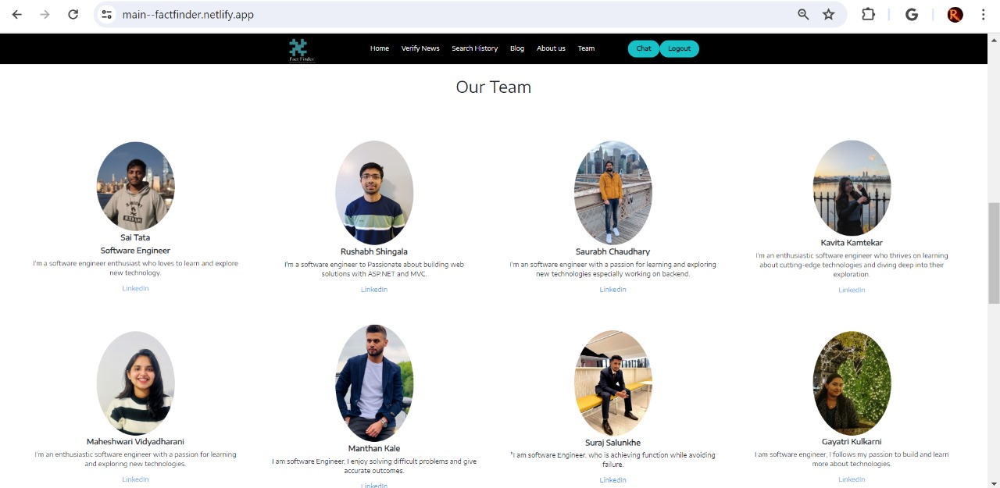 main--factfinder.netlify.app
Fact Finder
Home Verify News Search History Blog About us Team Chat Logout
Our Team
Sai Tata
Software Engineer
I'm a software engineer enthusiast who loves to learn and explore
new technology.
LinkedIn
Rushabh Shingala
I'm a software engineer to Passionate about building web
solutions with ASP.NET and MVC.
LinkedIn
Saurabh Chaudhary
I'm an software engineer with a passion for learning and exploring
new technologies especially working on backend.
LinkedIn
Kavita Kamtekar
I'm an enthusiastic software engineer who thrives on learning
about cutting-edge technologies and diving deep into their
exploration.
LinkedIn
Maheshwari Vidyadharani
I'm an enthusiastic software engineer with a passion for learning
and exploring new technologies.
LinkedIn
Manthan Kale
I am software Engineer, I enjoy solving difficult problems and give
accurate outcomes.
LinkedIn
Suraj Salunkhe
"I am software Engineer, who is achieving function while avoiding
failure.
LinkedIn
Gayatri Kulkarni
I am software engineer, I follows my passion to build and learn
more about technologies.
LinkedIn